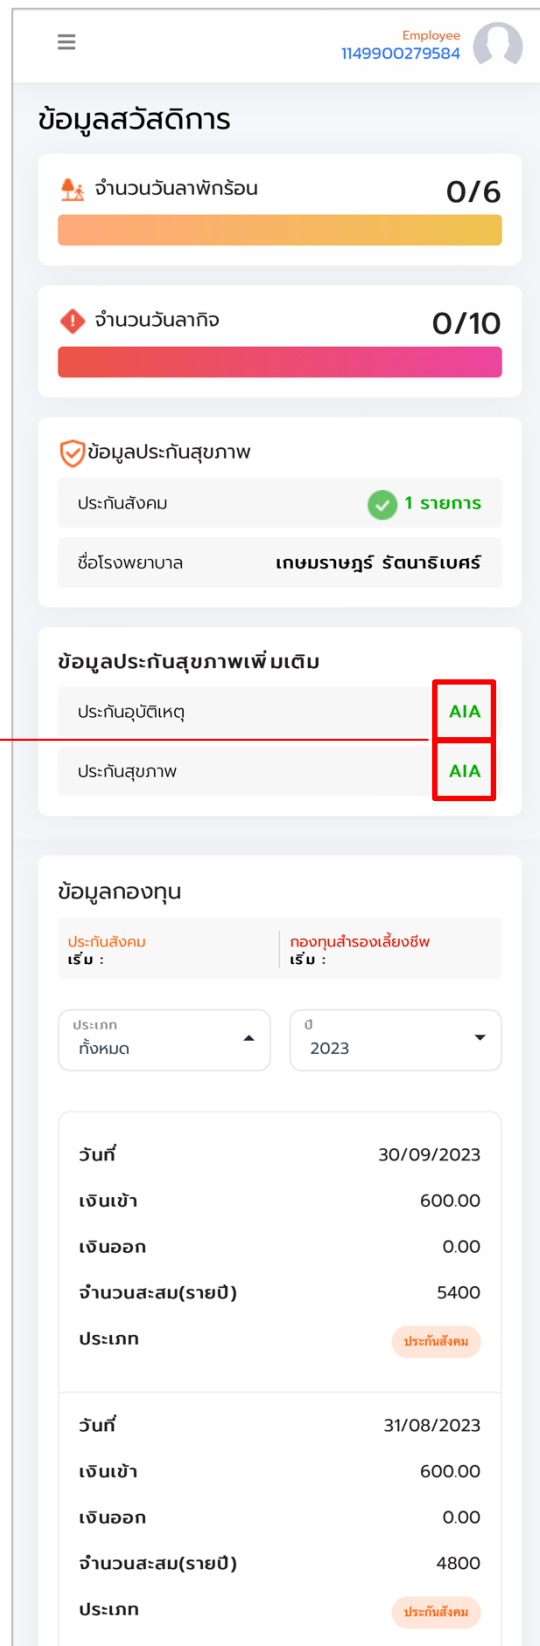 Employee
1149900279584
ข้อมูลสวัสดิการ
จำนวนวันลาพักร้อน 0/6
จำนวนวันลากิจ 0/10
ข้อมูลประกันสุขภาพ
ประกันสังคม 1 รายการ
ชื่อโรงพยาบาล เกษมราษฎร์ รัตนาธิเบศร์
ข้อมูลประกันสุขภาพเพิ่มเติม
ประกันอุบัติเหตุ AIA
ประกันสุขภาพ AIA
ข้อมูลกองทุน
ประกันสังคม กองทุนสำรองเลี้ยงชีพ
เริ่ม : เริ่ม :
ประเภท ปี
ทั้งหมด 2023
วันที่ 30/09/2023
เงินเข้า 600.00
เงินออก 0.00
จำนวนสะสม(รายปี) 5400
ประเภท ประกันสังคม
วันที่ 31/08/2023
เงินเข้า 600.00
เงินออก 0.00
จำนวนสะสม(รายปี) 4800
ประเภท ประกันสังคม